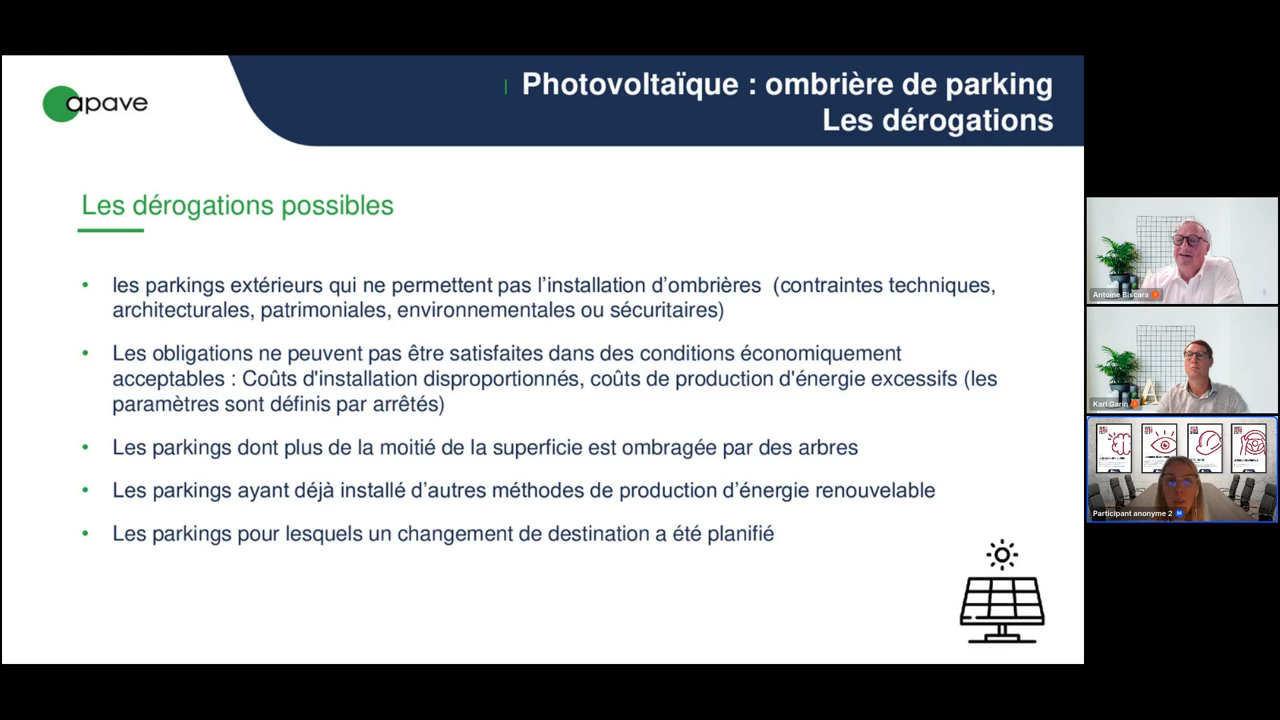 apave
Photovoltaïque : ombrière de parking
Les dérogations
Les dérogations possibles
• les parkings extérieurs qui ne permettent pas l’installation d’ombrières (contraintes techniques,
architecturales, patrimoniales, environnementales ou sécuritaires)
• Les obligations ne peuvent pas être satisfaites dans des conditions économiquement
acceptables : Coûts d'installation disproportionnés, coûts de production d'énergie excessifs (les
paramètres sont définis par arrêtés)
• Les parkings dont plus de la moitié de la superficie est ombragée par des arbres
• Les parkings ayant déjà installé d’autres méthodes de production d’énergie renouvelable
• Les parkings pour lesquels un changement de destination a été planifié
Antoine Biscara
Karl Garin
Participant anonyme 2